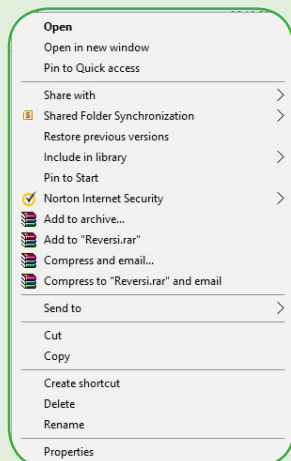 Open
Open in new window
Pin to Quick access
Share with
Shared Folder Synchronization
Restore previous versions
Include in library
Pin to Start
Norton Internet Security
Add to archive...
Add to "Reversi.rar"
Compress and email...
Compress to "Reversi.rar" and email
Send to
Cut
Copy
Create shortcut
Delete
Rename
Properties